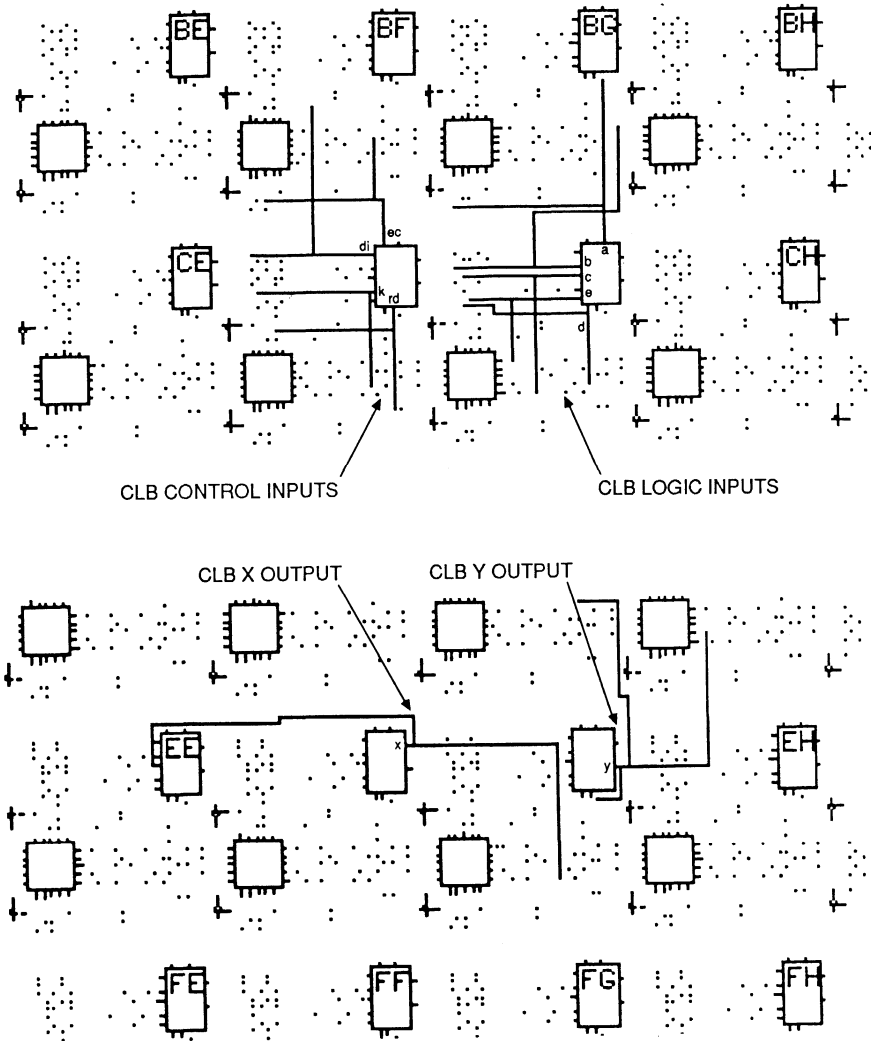 BE BF BG BH
ec
di
a
b
CE CH
c
k rd
e
d
CLB CONTROL INPUTS CLB LOGIC INPUTS
CLB X OUTPUT CLB Y OUTPUT
EE x EH
y
FE FF FG FH